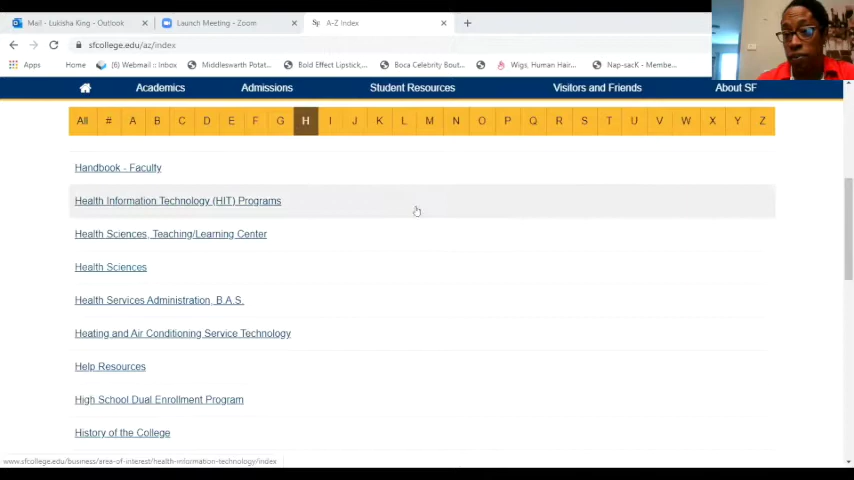 Mail - Lukisha King - Outlook
Launch Meeting - Zoom
A-Z Index
sfcollege.edu/az/index
Apps
Home
(6) Webmail :: Inbox
Middleswarth Potat...
Bold Effect Lipstick,...
Boca Celebrity Bout...
Wigs, Human Hair...
Nap-sacK - Membe...
Academics
Admissions
Student Resources
Visitors and Friends
About SF
All # A B C D E F G H I J K L M N O P Q R S T U V W X Y Z
Handbook - Faculty
Health Information Technology (HIT) Programs
Health Sciences, Teaching/Learning Center
Health Sciences
Health Services Administration, B.A.S.
Heating and Air Conditioning Service Technology
Help Resources
High School Dual Enrollment Program
History of the College
www.sfcollege.edu/business/area-of-interest/health-information-technology/index